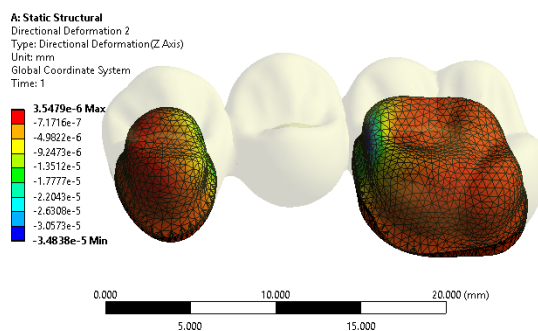 A: Static Structural
Directional Deformation 2
Type: Directional Deformation(Z Axis)
Unit: mm
Global Coordinate System
Time: 1
3.5479e-6 Max
-7.1716e-7
-4.9822e-6
-9.2473e-6
-1.3512e-5
-1.7777e-5
-2.2043e-5
-2.6308e-5
-3.0573e-5
-3.4838e-5 Min
0.000 10.000 20.000 (mm)
5.000 15.000